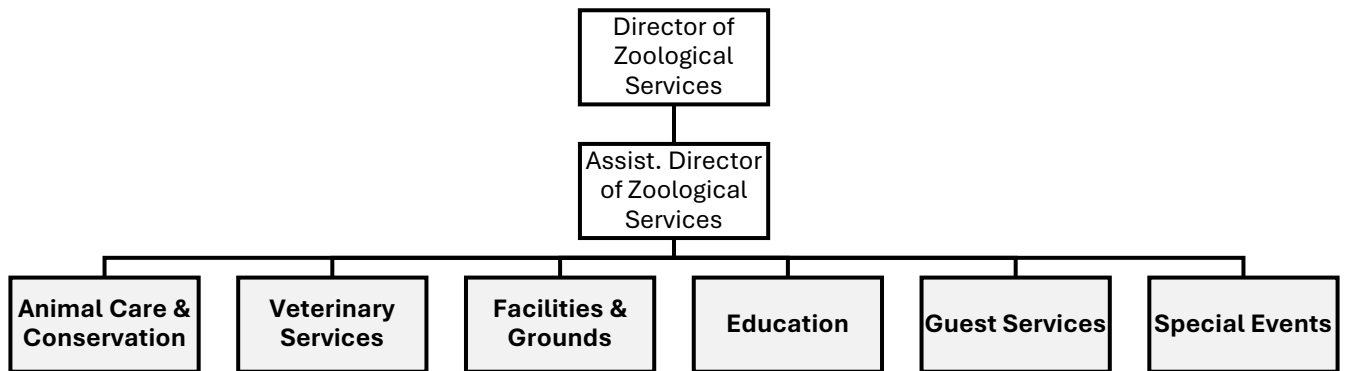 Director of
Zoological
Services
Assist. Director
of Zoological
Services
Animal Care &
Conservation
Veterinary
Services
Facilities &
Grounds
Education
Guest Services
Special Events